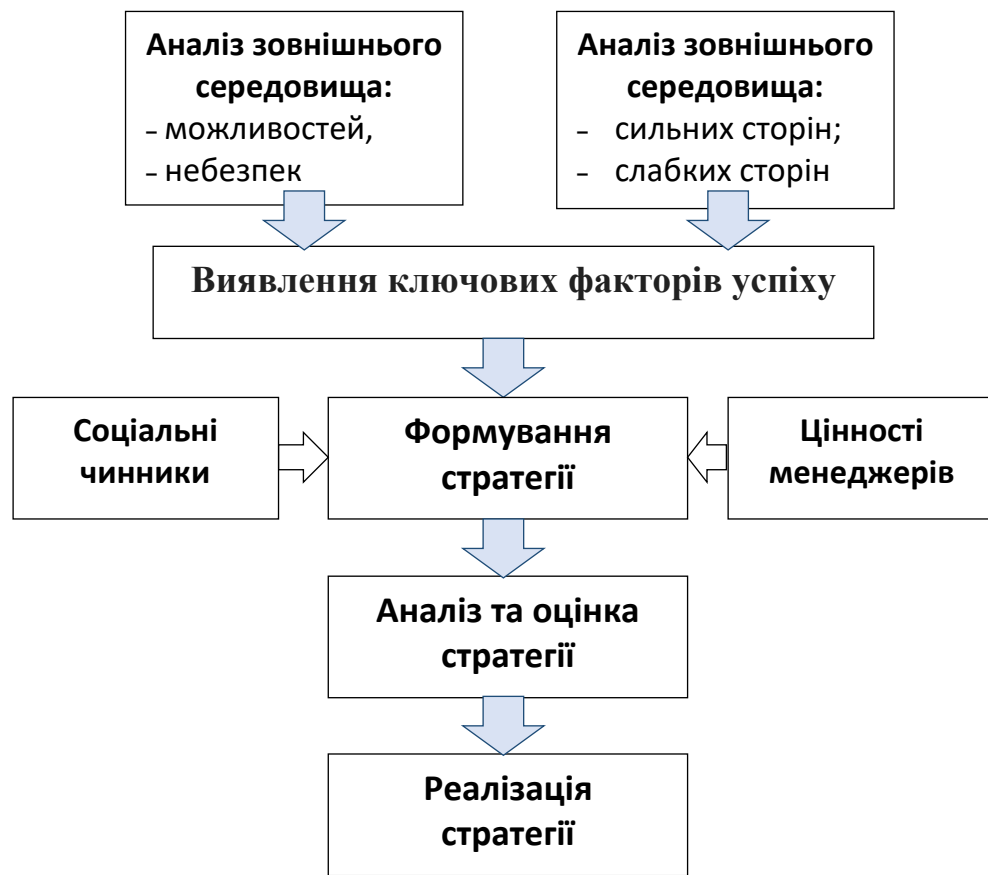 Аналіз зовнішнього
середовища:
- можливостей,
- небезпек
Аналіз зовнішнього
середовища:
- сильних сторін;
- слабких сторін
Виявлення ключових факторів успіху
Соціальні
чинники
Формування
стратегії
Цінності
менеджерів
Аналіз та оцінка
стратегії
Реалізація
стратегії